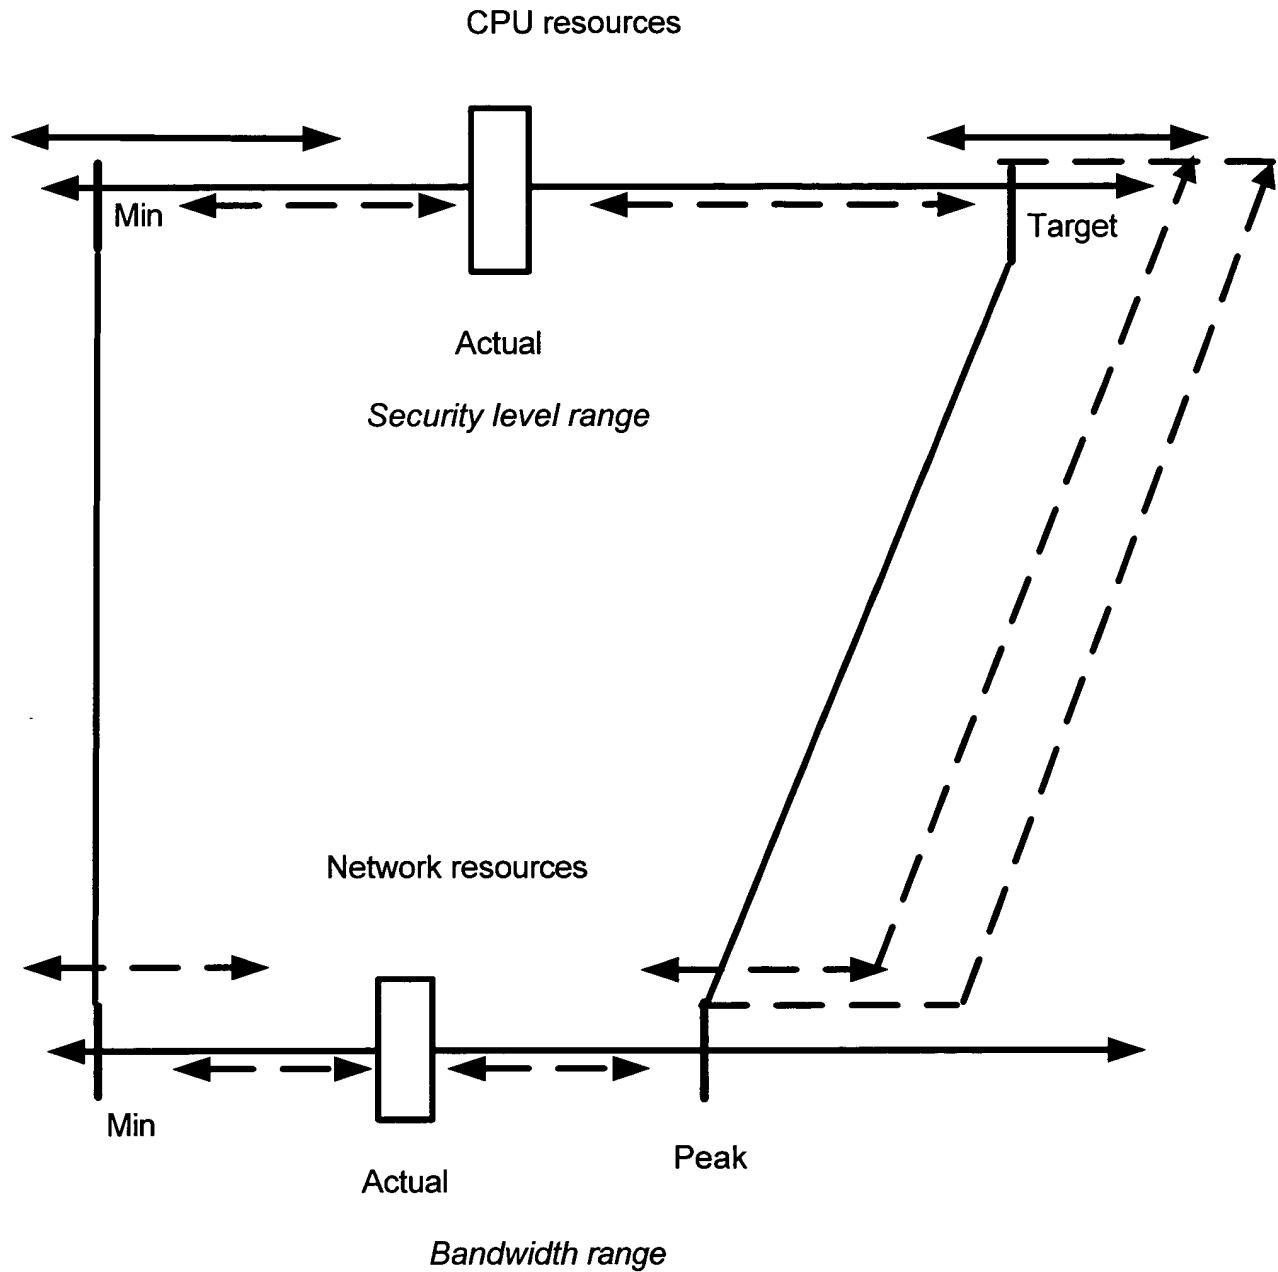 CPU resources
Min
Target
Actual
Security level range
Network resources
Min
Peak
Actual
Bandwidth range